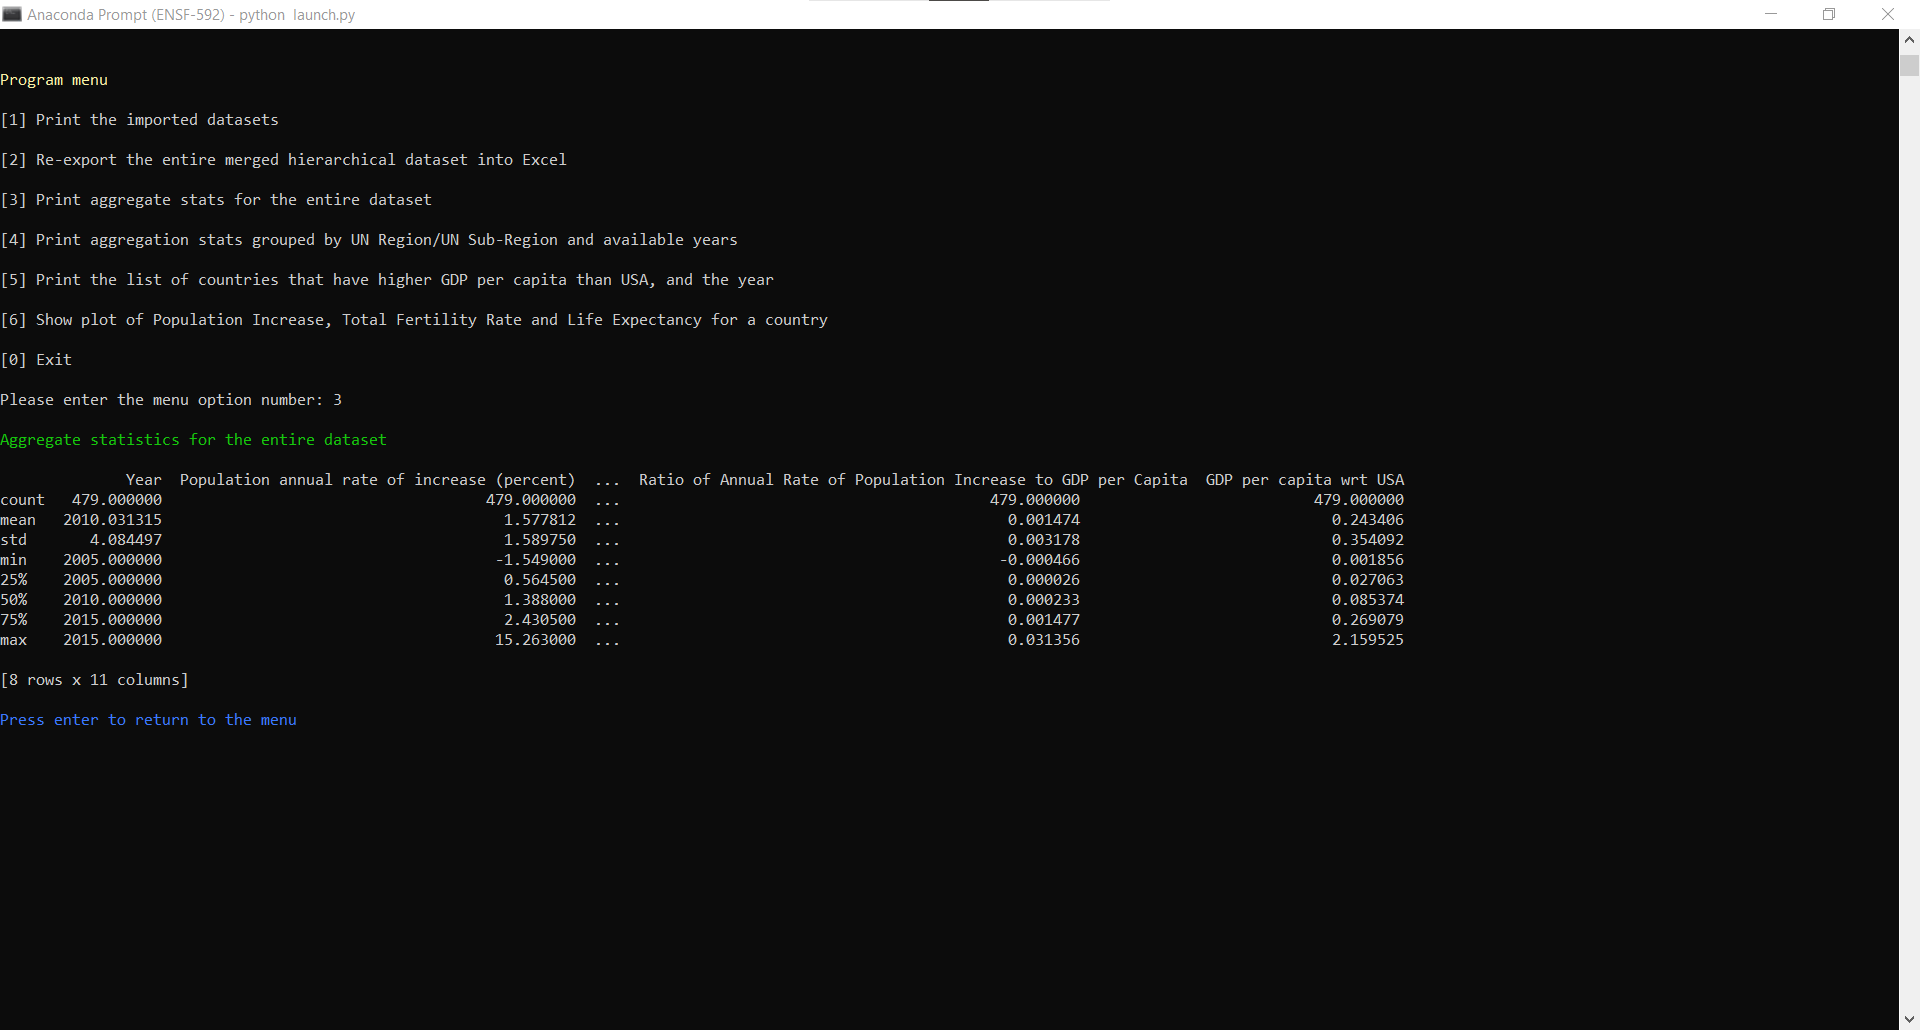 Anaconda Prompt (ENSF-592) - python  launch.py
Program menu
[1] Print the imported datasets
[2] Re-export the entire merged hierarchical dataset into Excel
[3] Print aggregate stats for the entire dataset
[4] Print aggregation stats grouped by UN Region/UN Sub-Region and available years
[5] Print the list of countries that have higher GDP per capita than USA, and the year
[6] Show plot of Population Increase, Total Fertility Rate and Life Expectancy for a country
[0] Exit
Please enter the menu option number: 3
Aggregate statistics for the entire dataset
Year  Population annual rate of increase (percent)  ...  Ratio of Annual Rate of Population Increase to GDP per Capita  GDP per capita wrt USA
count   479.000000   479.000000  ...   479.000000   479.000000
mean   2010.031315   1.577812  ...   0.001474   0.243406
std   4.084497   1.589750  ...   0.003178   0.354092
min   2005.000000   -1.549000  ...   -0.000466   0.001856
25%   2005.000000   0.564500  ...   0.000026   0.027063
50%   2010.000000   1.388000  ...   0.000233   0.085374
75%   2015.000000   2.430500  ...   0.001477   0.269079
max   2015.000000   15.263000  ...   0.031356   2.159525
[8 rows x 11 columns]
Press enter to return to the menu